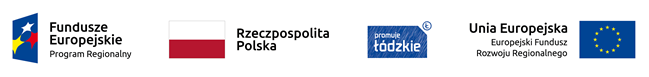 Fundusze
Europejskie
Program Regionalny
Rzeczpospolita
Polska
promuje
Łódzkie
Unia Europejska
Europejski Fundusz
Rozwoju Regionalnego